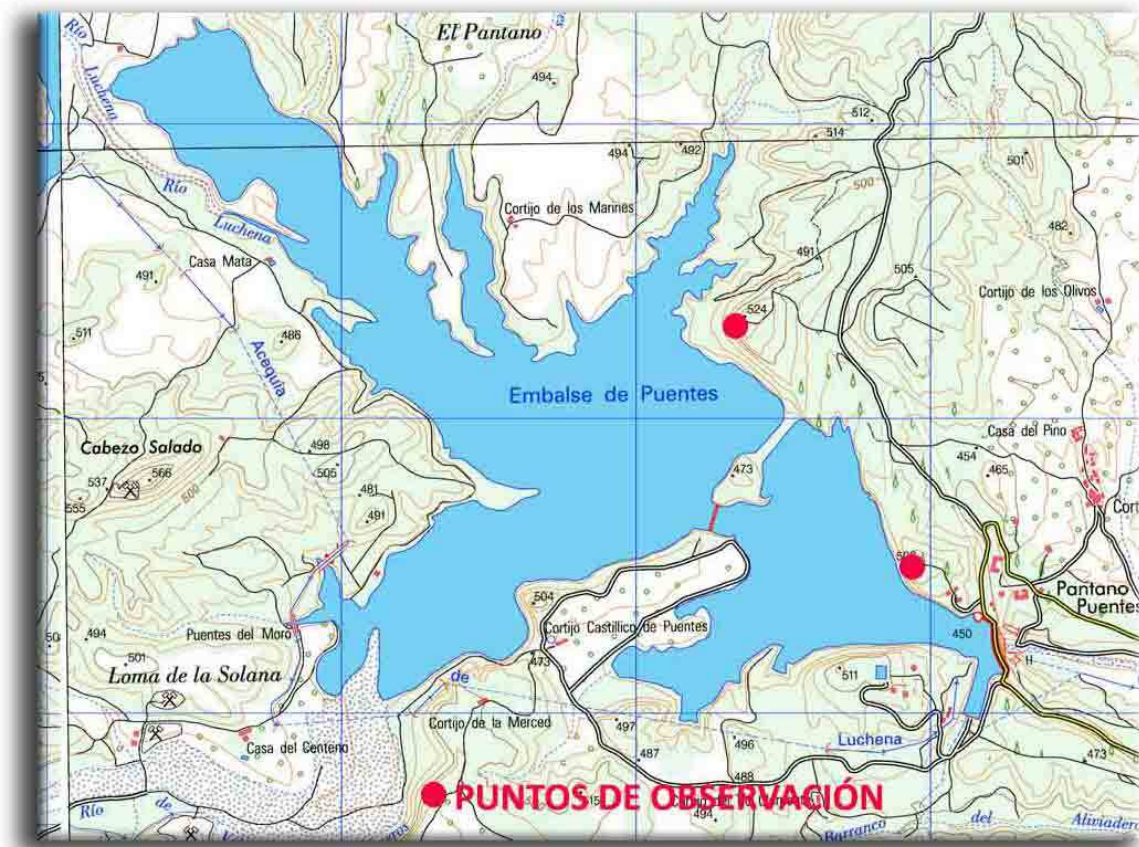 El Pantano
Río
Luchena
494
512
514
494
492
501
500
Río
Luchena
Cortijo de los Marines
482
Casa Mata
491
491
505
Cortijo de los Olivos
524
511
486
Acequia
Embalse de Puentes
Casa del Pino
Cabezo Salado
498
454
505
473
465
566
537
500
481
555
491
504
Pantano
Puentes
Puentes del Moro
Cortijo Castillico de Puentes
450
494
501
473
H
Loma de la Solana
de
511
Cortijo de la Merced
497
Luchena
496
Casa del Centeno
487
473
488
PUNTOS DE OBSERVACIÓN
494
Río
de
Barranco
del
Aliviadero